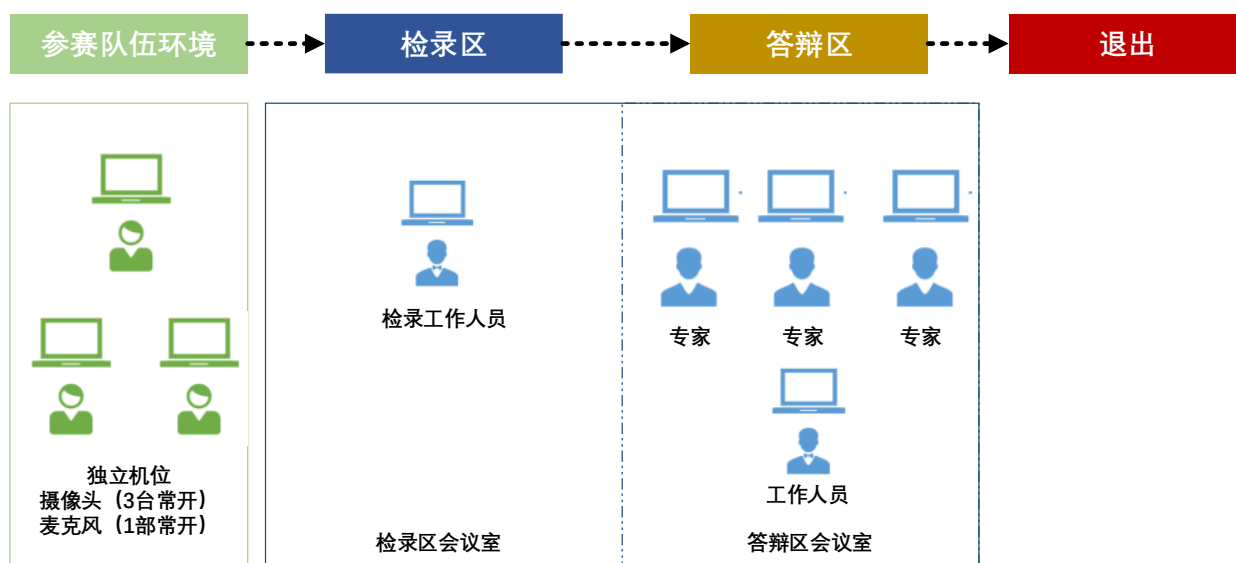 参赛队伍环境
检录区
答辩区
退出
检录工作人员
专家
专家
专家
工作人员
独立机位
摄像头（3台常开）
麦克风（1部常开）
检录区会议室
答辩区会议室